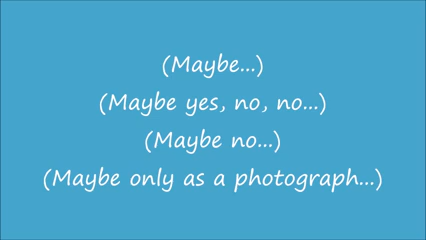 (Maybe...)
(Maybe yes, no, no...)
(Maybe no...)
(Maybe only as a photograph...)